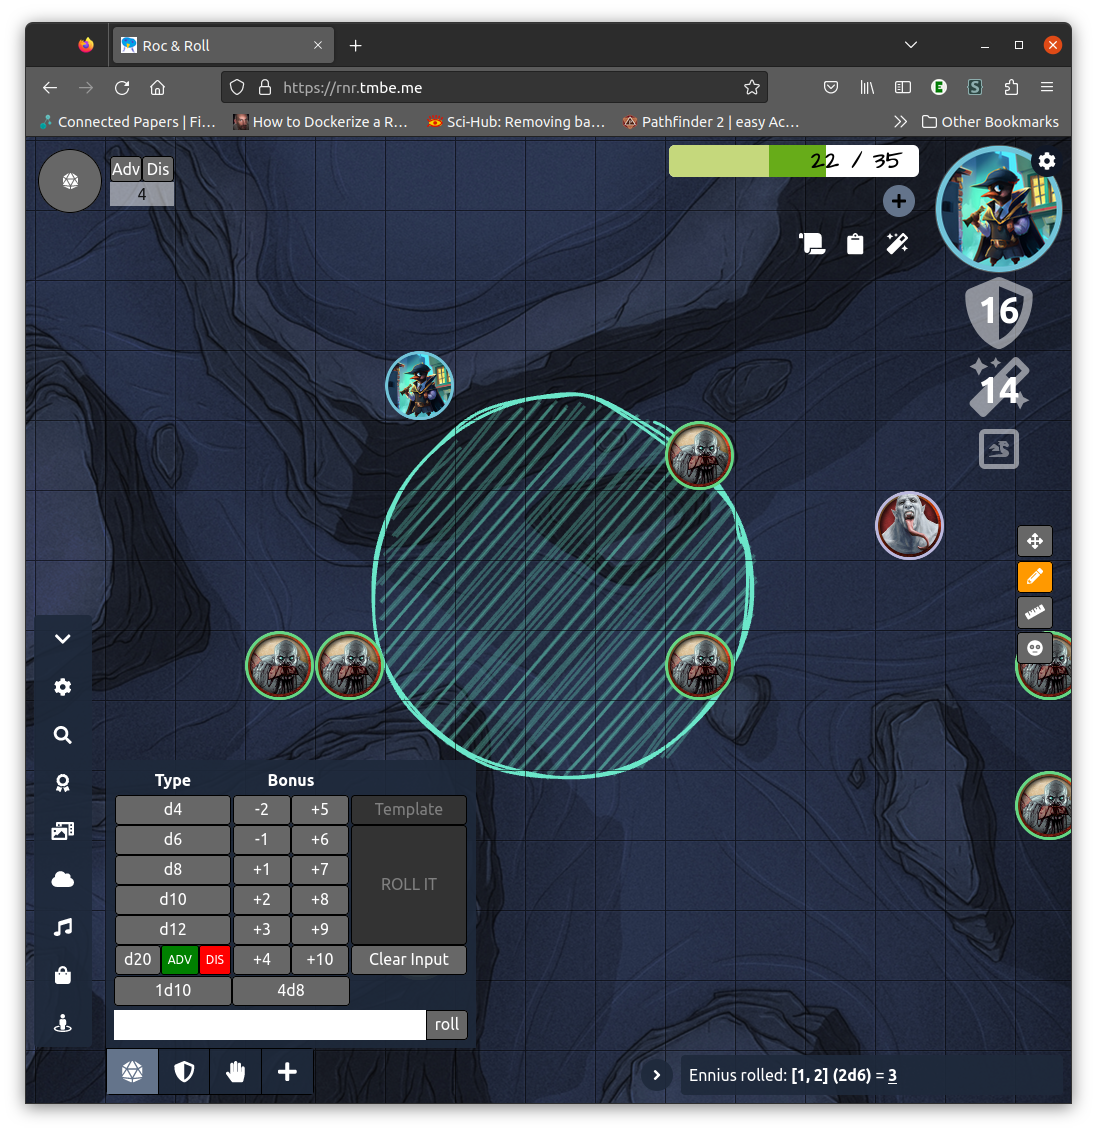 Roc & Roll
https://rnr.tmbe.me
Connected Papers | Fi…
How to Dockerize a R…
Sci-Hub: Removing ba…
Pathfinder 2 | easy Ac…
Other Bookmarks
Adv Dis
4
22 / 35
16
14
Type Bonus
d4 -2 +5 Template
d6 -1 +6
d8 +1 +7 ROLL IT
d10 +2 +8
d12 +3 +9
d20 ADV DIS +4 +10 Clear Input
1d10 4d8
roll
Ennius rolled: [1, 2] (2d6) = 3